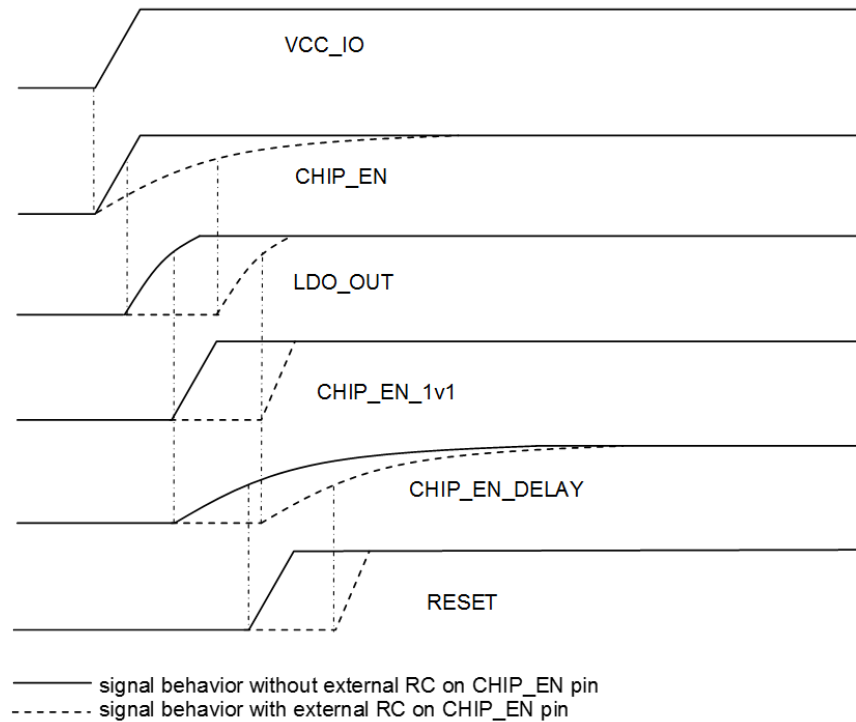 VCC_IO
CHIP_EN
LDO_OUT
CHIP_EN_1v1
CHIP_EN_DELAY
RESET
signal behavior without external RC on CHIP_EN pin
signal behavior with external RC on CHIP_EN pin